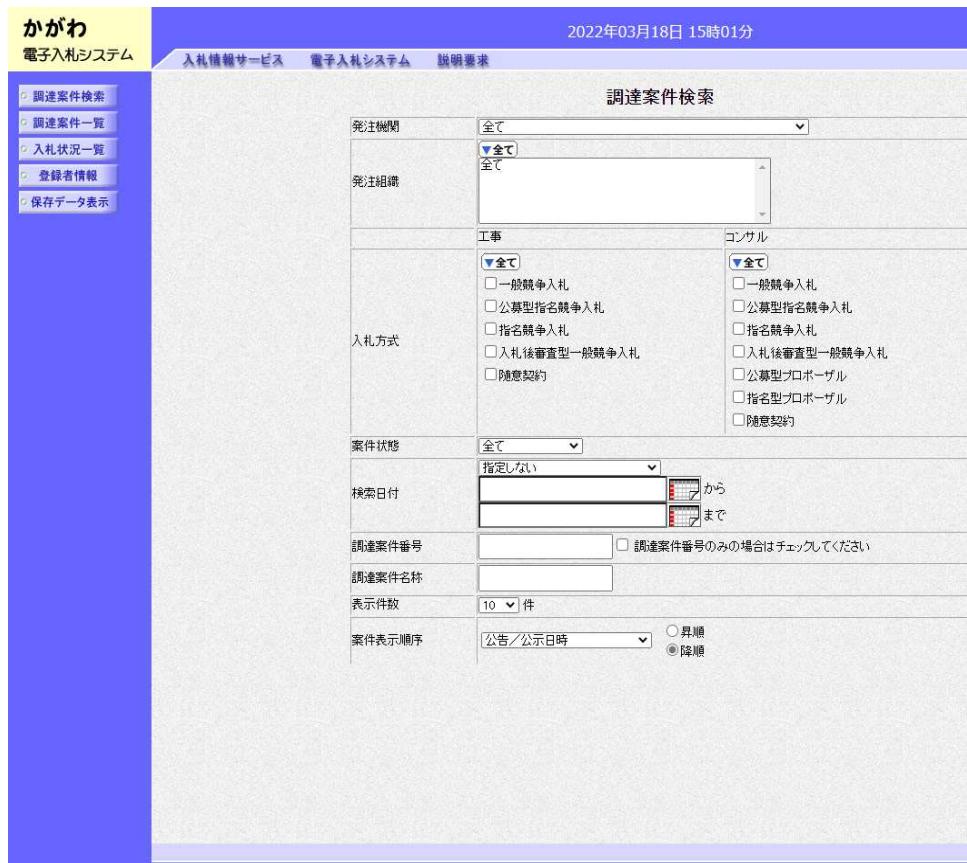 かがわ
電子入札システム
2022年03月18日 15時01分
入札情報サービス 電子入札システム 説明要求
調達案件検索
調達案件一覧
入札状況一覧
登録者情報
保存データ表示
調達案件検索
発注機関 全て
発注組織 ▼全て
全て
工事 コンサル
入札方式
▼全て ▼全て
一般競争入札 一般競争入札
公募型指名競争入札 公募型指名競争入札
指名競争入札 指名競争入札
入札後審査型一般競争入札 入札後審査型一般競争入札
随意契約 公募型プロポーザル
指名型プロポーザル
随意契約
案件状態 全て
検索日付 指定しない
から
まで
調達案件番号 調達案件番号のみの場合はチェックしてください
調達案件名称
表示件数 10 件
案件表示順序 公告/公示日時 昇順
降順